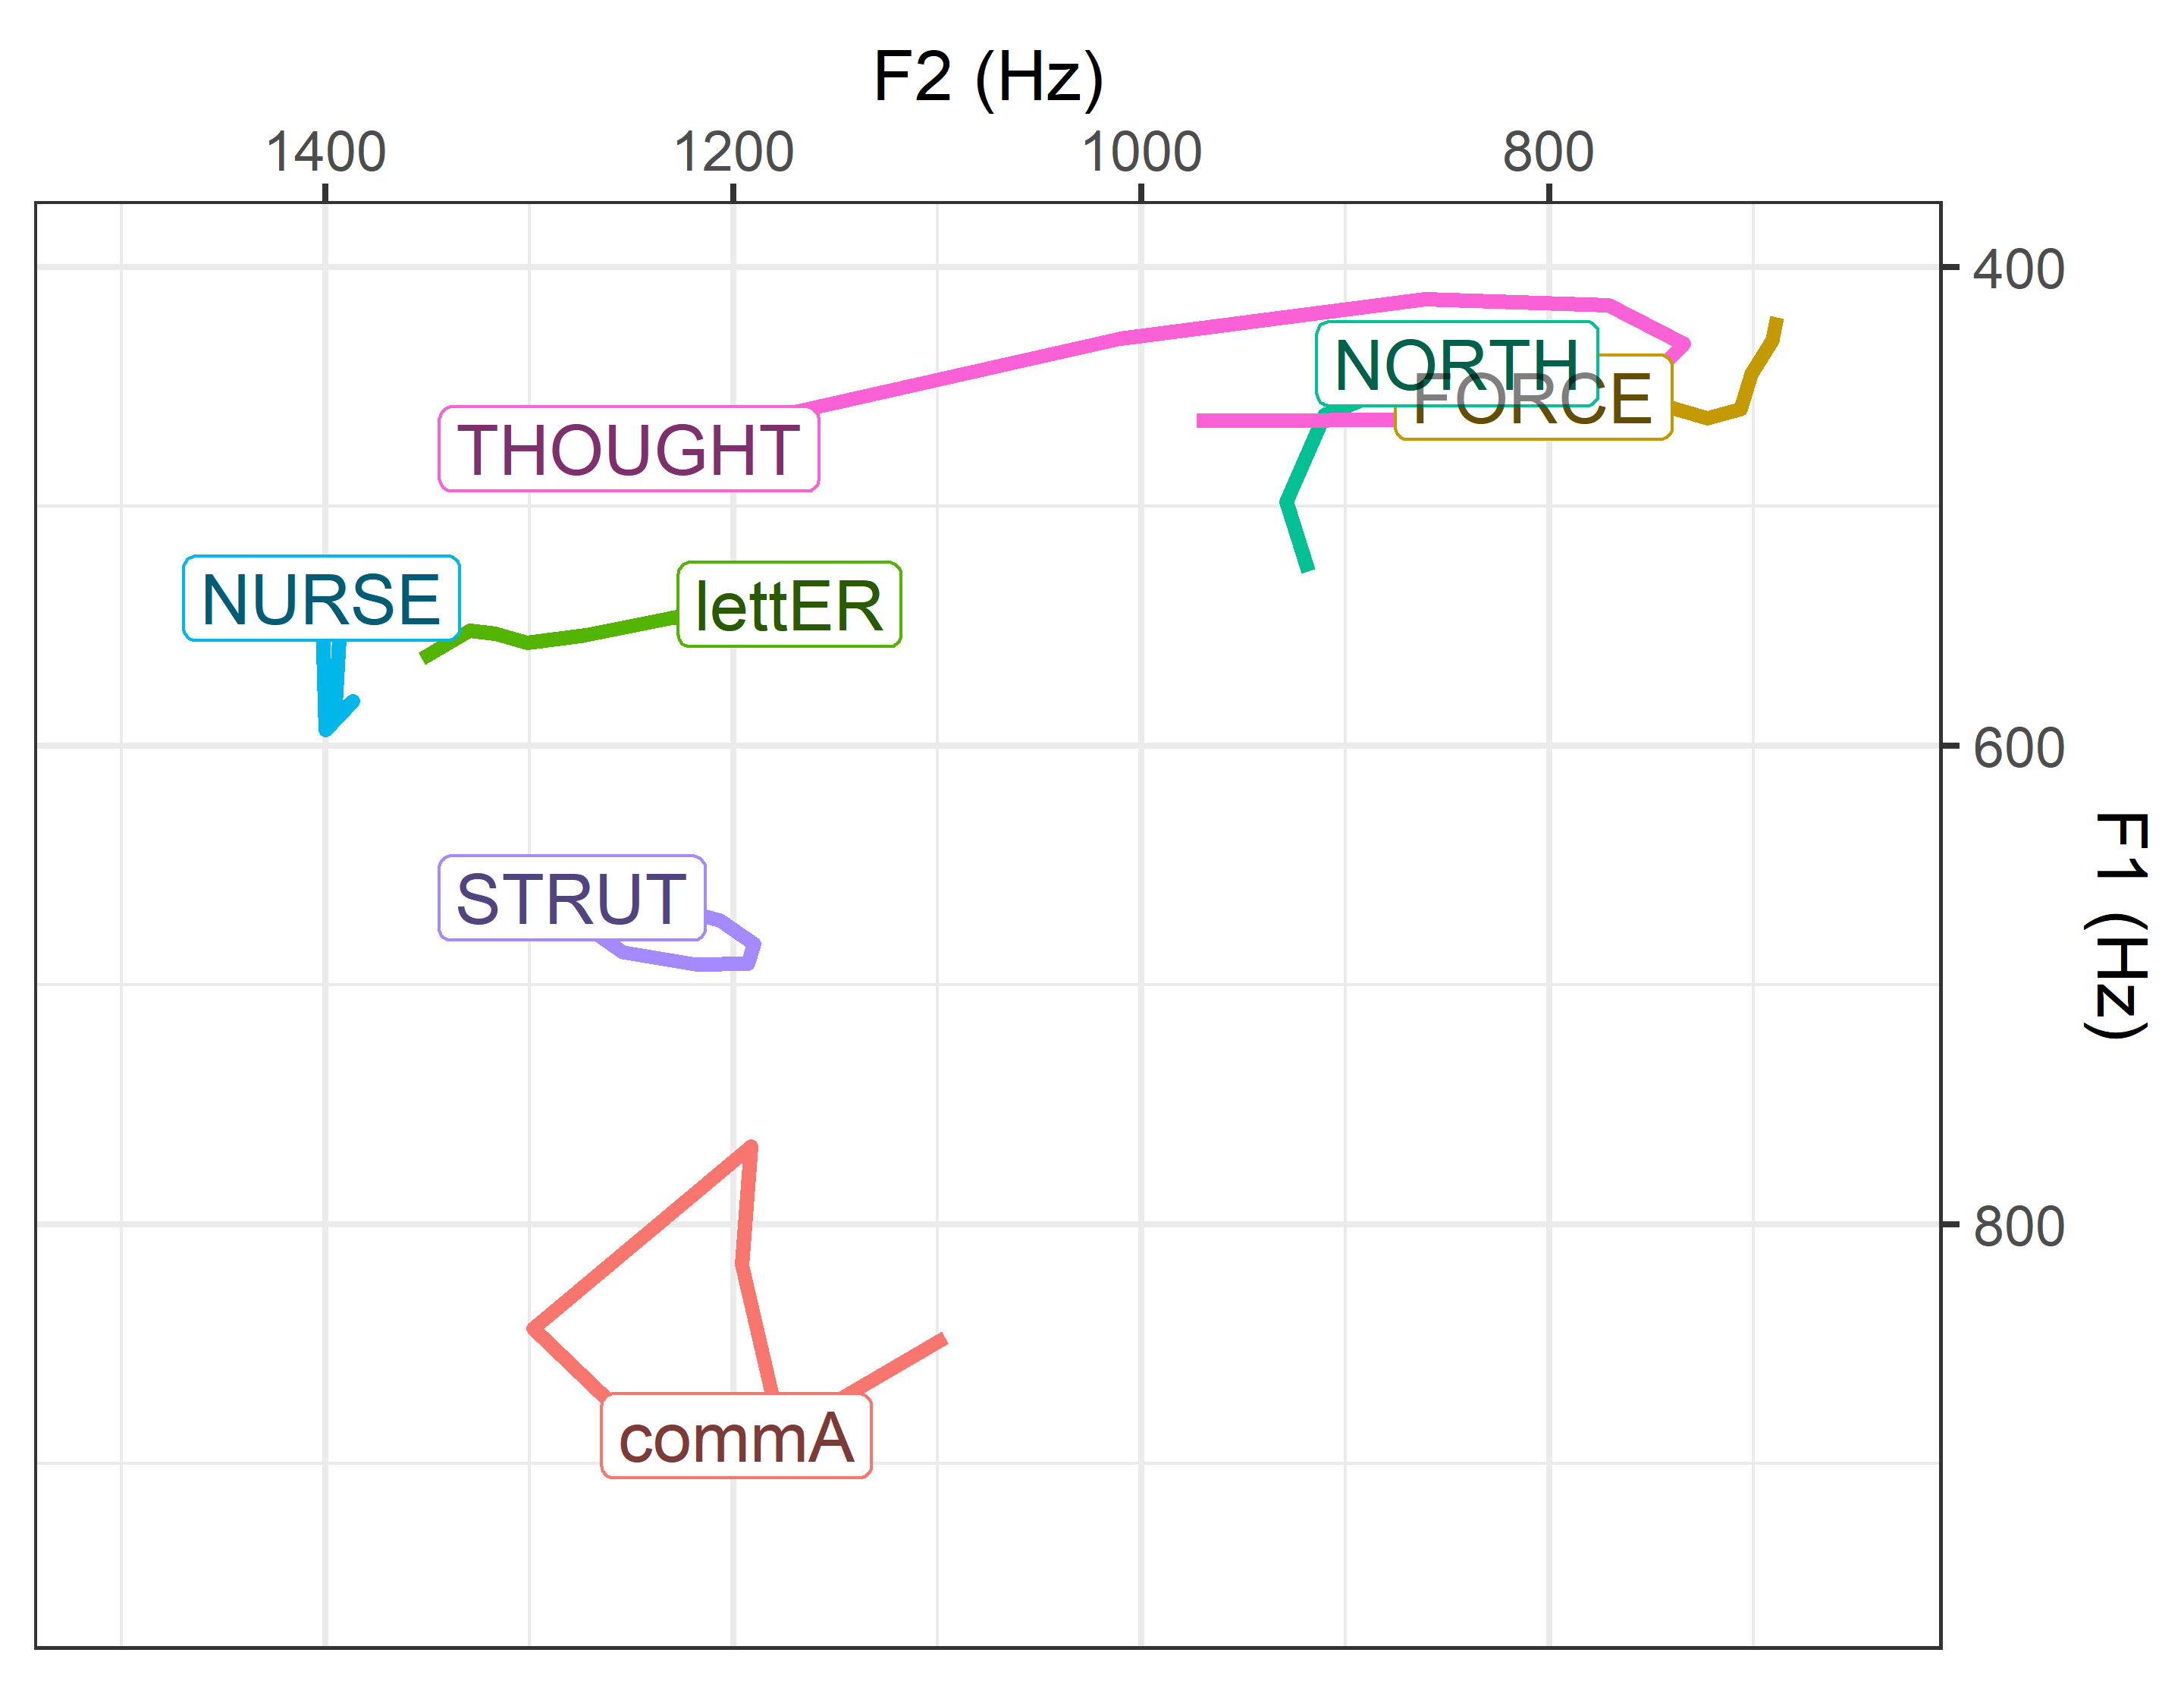 F2 (Hz)
1400 1200 1000 800
400
NORTH
FORCE
THOUGHT
NURSE
lettER
600
F1 (Hz)
STRUT
800
commA